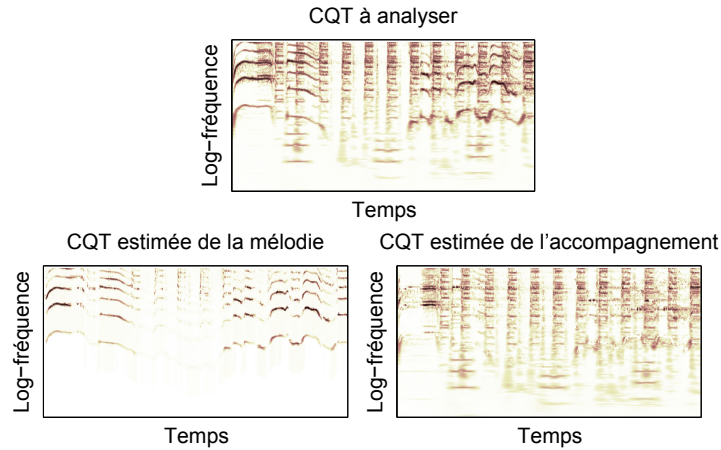 CQT à analyser
Log−fréquence
Temps
CQT estimée de la mélodie
Log−fréquence
Temps
CQT estimée de l’accompagnement
Log−fréquence
Temps